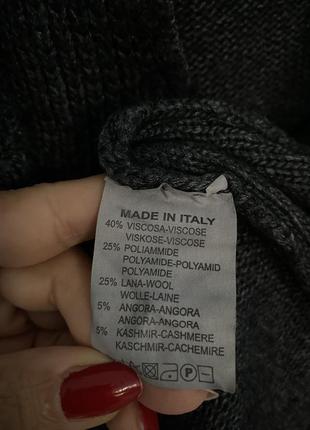 MADE IN ITALY
40% VISCOSA-VISCOSE
VISKOSE-VISCOSE
25% POLIAMMIDE
POLYAMIDE-POLYAMID
POLYAMIDE
25% LANA-WOOL
WOLLE-LAINE
5% ANGORA-ANGORA
ANGORA-ANGORA
5% KASHMIR-CASHMERE
KASCHMIR-CACHEMIRE